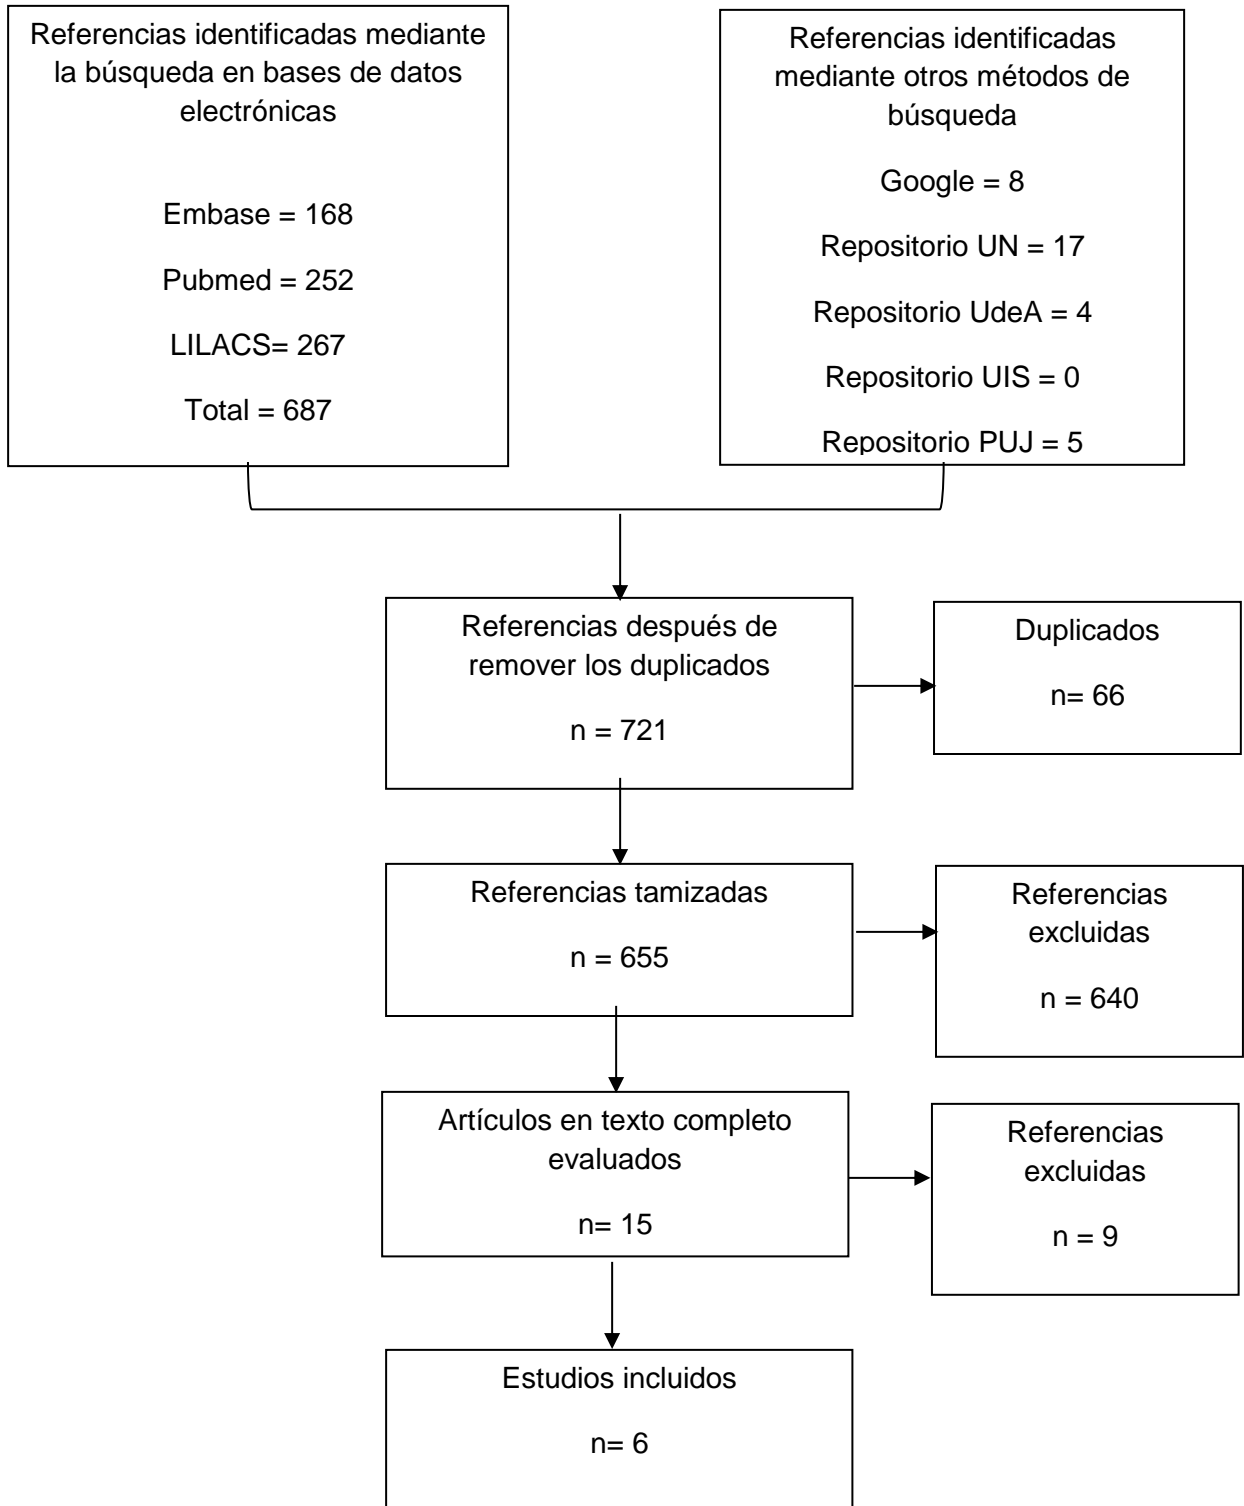 Referencias identificadas mediante
la búsqueda en bases de datos
electrónicas
Embase = 168
Pubmed = 252
LILACS= 267
Total = 687
Referencias identificadas
mediante otros métodos de
búsqueda
Google = 8
Repositorio UN = 17
Repositorio UdeA = 4
Repositorio UIS = 0
Repositorio PUJ = 5
Referencias después de
remover los duplicados
n = 721
Duplicados
n= 66
Referencias tamizadas
n = 655
Referencias
excluidas
n = 640
Artículos en texto completo
evaluados
n= 15
Referencias
excluidas
n = 9
Estudios incluidos
n= 6